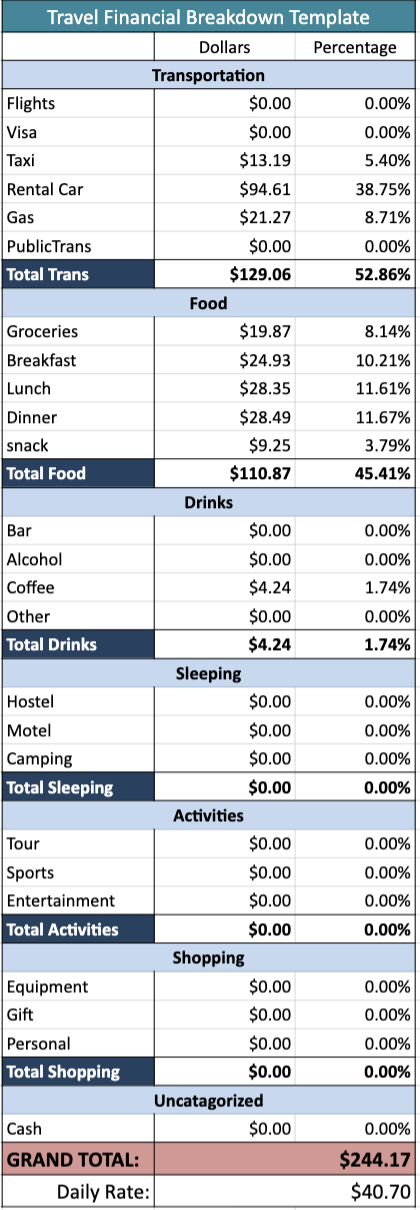 Travel Financial Breakdown Template
Dollars Percentage
Transportation
Flights $0.00 0.00%
Visa $0.00 0.00%
Taxi $13.19 5.40%
Rental Car $94.61 38.75%
Gas $21.27 8.71%
PublicTrans $0.00 0.00%
Total Trans $129.06 52.86%
Food
Groceries $19.87 8.14%
Breakfast $24.93 10.21%
Lunch $28.35 11.61%
Dinner $28.49 11.67%
snack $9.25 3.79%
Total Food $110.87 45.41%
Drinks
Bar $0.00 0.00%
Alcohol $0.00 0.00%
Coffee $4.24 1.74%
Other $0.00 0.00%
Total Drinks $4.24 1.74%
Sleeping
Hostel $0.00 0.00%
Motel $0.00 0.00%
Camping $0.00 0.00%
Total Sleeping $0.00 0.00%
Activities
Tour $0.00 0.00%
Sports $0.00 0.00%
Entertainment $0.00 0.00%
Total Activities $0.00 0.00%
Shopping
Equipment $0.00 0.00%
Gift $0.00 0.00%
Personal $0.00 0.00%
Total Shopping $0.00 0.00%
Uncatagorized
Cash $0.00 0.00%
GRAND TOTAL: $244.17
Daily Rate: $40.70